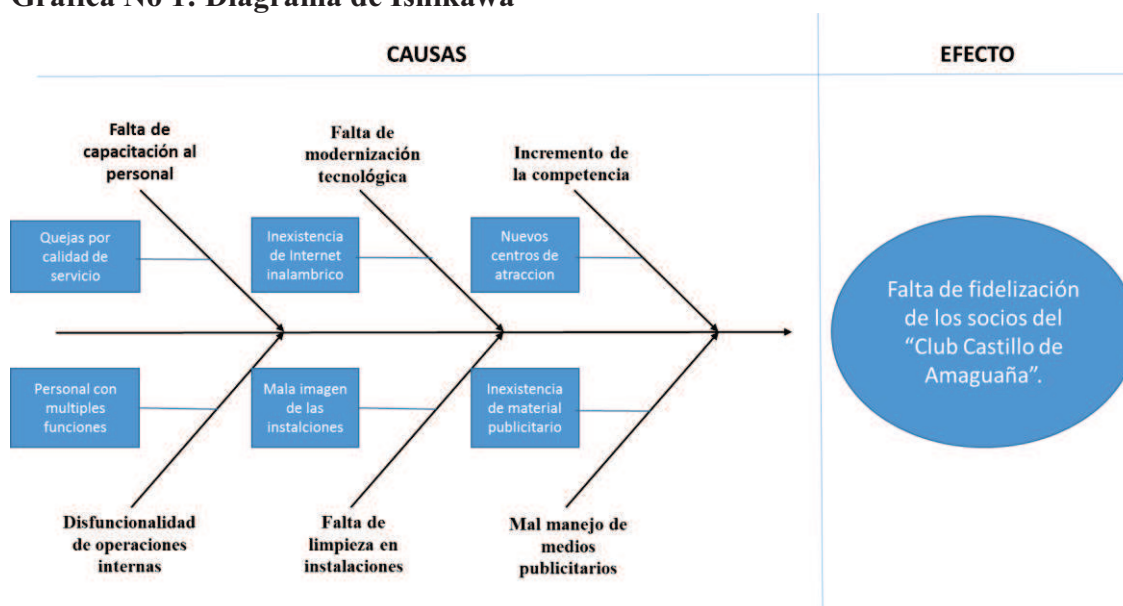 Gráfica No 1: Diagrama de Ishikawa
CAUSAS
EFECTO
Falta de
capacitación al
personal
Falta de
modernización
tecnológica
Incremento de
la competencia
Quejas por
calidad de
servicio
Inexistencia
de Internet
inalambrico
Nuevos
centros de
atraccion
Falta de fidelización
de los socios del
“Club Castillo de
Amaguaña”.
Personal con
multiples
funciones
Mala imagen
de las
instalciones
Inexistencia
de material
publicitario
Disfuncionalidad
de operaciones
internas
Falta de
limpieza en
instalaciones
Mal manejo de
medios
publicitarios